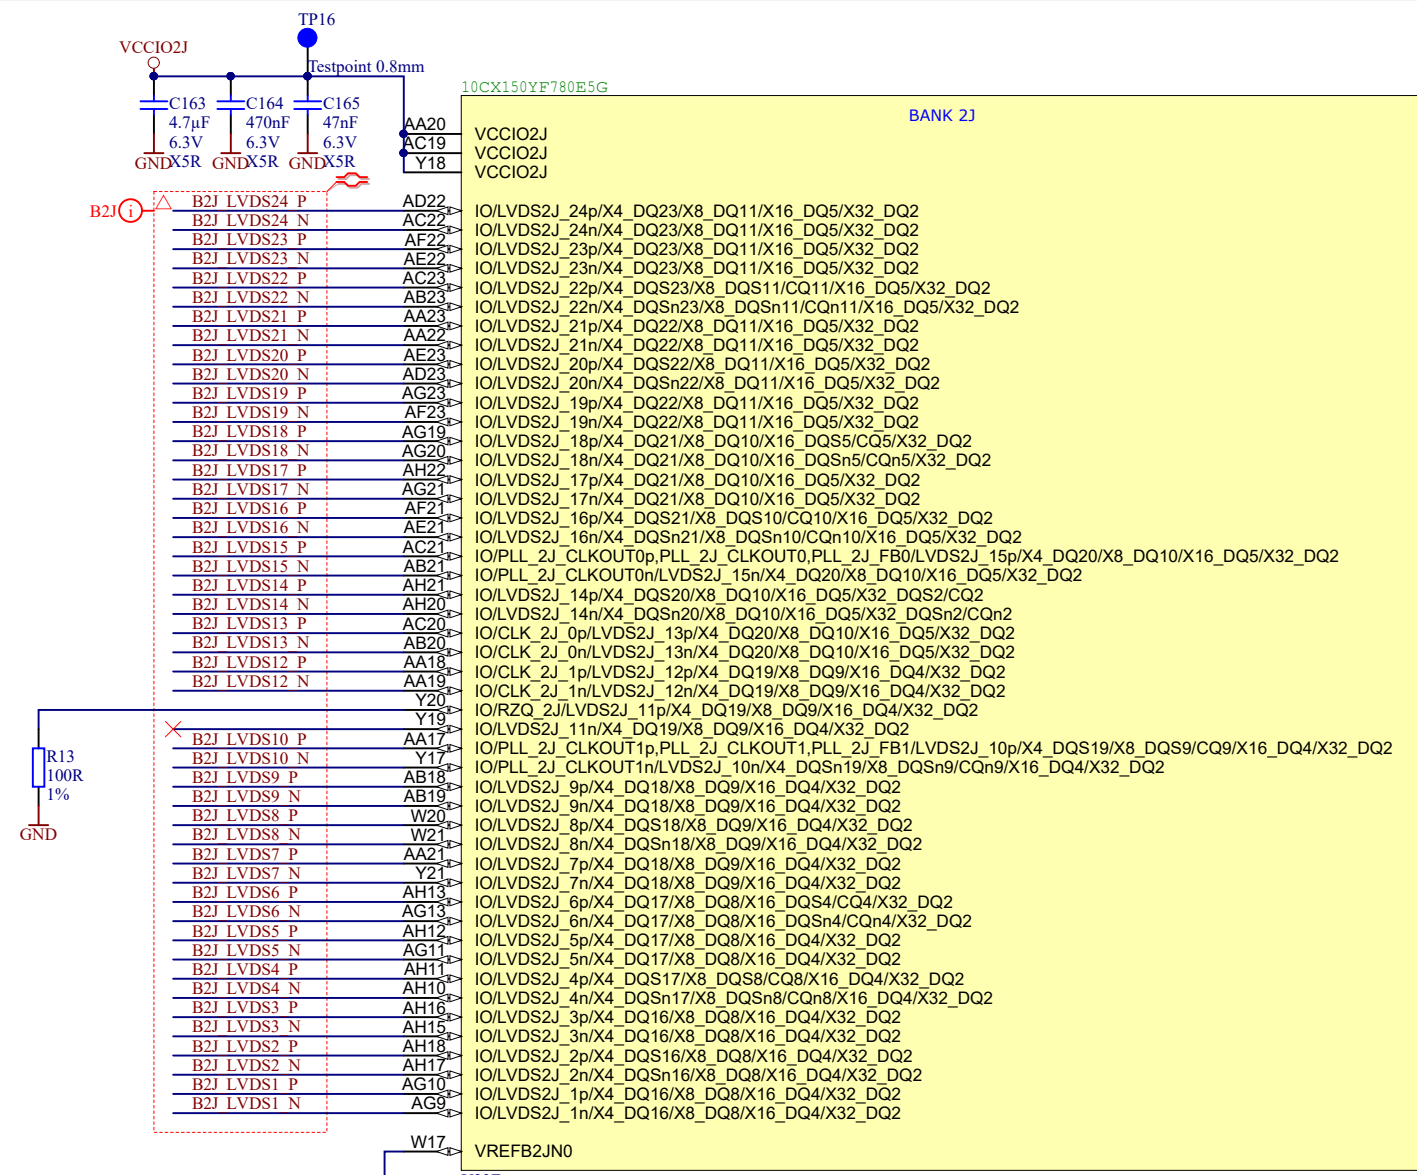 TP16
VCCIO2J
Testpoint 0.8mm
C163 4.7µF 6.3V X5R
C164 470nF 6.3V X5R
C165 47nF 6.3V X5R
GND GND GND
10CX150YF780E5G
BANK 2J
AA20 VCCIO2J
AC19 VCCIO2J
Y18 VCCIO2J
B2J i
B2J_LVDS24_P AD22 IO/LVDS2J_24p/X4_DQ23/X8_DQ11/X16_DQ5/X32_DQ2
B2J_LVDS24_N AC22 IO/LVDS2J_24n/X4_DQ23/X8_DQ11/X16_DQ5/X32_DQ2
B2J_LVDS23_P AF22 IO/LVDS2J_23p/X4_DQ23/X8_DQ11/X16_DQ5/X32_DQ2
B2J_LVDS23_N AE22 IO/LVDS2J_23n/X4_DQ23/X8_DQ11/X16_DQ5/X32_DQ2
B2J_LVDS22_P AC23 IO/LVDS2J_22p/X4_DQS23/X8_DQS11/CQ11/X16_DQ5/X32_DQ2
B2J_LVDS22_N AB23 IO/LVDS2J_22n/X4_DQSn23/X8_DQSn11/CQn11/X16_DQ5/X32_DQ2
B2J_LVDS21_P AA23 IO/LVDS2J_21p/X4_DQ22/X8_DQ11/X16_DQ5/X32_DQ2
B2J_LVDS21_N AA22 IO/LVDS2J_21n/X4_DQ22/X8_DQ11/X16_DQ5/X32_DQ2
B2J_LVDS20_P AE23 IO/LVDS2J_20p/X4_DQS22/X8_DQ11/X16_DQ5/X32_DQ2
B2J_LVDS20_N AD23 IO/LVDS2J_20n/X4_DQSn22/X8_DQ11/X16_DQ5/X32_DQ2
B2J_LVDS19_P AG23 IO/LVDS2J_19p/X4_DQ22/X8_DQ11/X16_DQ5/X32_DQ2
B2J_LVDS19_N AF23 IO/LVDS2J_19n/X4_DQ22/X8_DQ11/X16_DQ5/X32_DQ2
B2J_LVDS18_P AG19 IO/LVDS2J_18p/X4_DQ21/X8_DQ10/X16_DQS5/CQ5/X32_DQ2
B2J_LVDS18_N AG20 IO/LVDS2J_18n/X4_DQ21/X8_DQ10/X16_DQSn5/CQn5/X32_DQ2
B2J_LVDS17_P AH22 IO/LVDS2J_17p/X4_DQ21/X8_DQ10/X16_DQ5/X32_DQ2
B2J_LVDS17_N AG21 IO/LVDS2J_17n/X4_DQ21/X8_DQ10/X16_DQ5/X32_DQ2
B2J_LVDS16_P AF21 IO/LVDS2J_16p/X4_DQS21/X8_DQS10/CQ10/X16_DQ5/X32_DQ2
B2J_LVDS16_N AE21 IO/LVDS2J_16n/X4_DQSn21/X8_DQSn10/CQn10/X16_DQ5/X32_DQ2
B2J_LVDS15_P AC21 IO/PLL_2J_CLKOUT0p,PLL_2J_CLKOUT0,PLL_2J_FB0/LVDS2J_15p/X4_DQ20/X8_DQ10/X16_DQ5/X32_DQ2
B2J_LVDS15_N AB21 IO/PLL_2J_CLKOUT0n/LVDS2J_15n/X4_DQ20/X8_DQ10/X16_DQ5/X32_DQ2
B2J_LVDS14_P AH21 IO/LVDS2J_14p/X4_DQS20/X8_DQ10/X16_DQ5/X32_DQS2/CQ2
B2J_LVDS14_N AH20 IO/LVDS2J_14n/X4_DQSn20/X8_DQ10/X16_DQ5/X32_DQSn2/CQn2
B2J_LVDS13_P AC20 IO/CLK_2J_0p/LVDS2J_13p/X4_DQ20/X8_DQ10/X16_DQ5/X32_DQ2
B2J_LVDS13_N AB20 IO/CLK_2J_0n/LVDS2J_13n/X4_DQ20/X8_DQ10/X16_DQ5/X32_DQ2
B2J_LVDS12_P AA18 IO/CLK_2J_1p/LVDS2J_12p/X4_DQ19/X8_DQ9/X16_DQ4/X32_DQ2
B2J_LVDS12_N AA19 IO/CLK_2J_1n/LVDS2J_12n/X4_DQ19/X8_DQ9/X16_DQ4/X32_DQ2
Y20 IO/RZQ_2J/LVDS2J_11p/X4_DQ19/X8_DQ9/X16_DQ4/X32_DQ2
Y19 IO/LVDS2J_11n/X4_DQ19/X8_DQ9/X16_DQ4/X32_DQ2
B2J_LVDS10_P AA17 IO/PLL_2J_CLKOUT1p,PLL_2J_CLKOUT1,PLL_2J_FB1/LVDS2J_10p/X4_DQS19/X8_DQS9/CQ9/X16_DQ4/X32_DQ2
B2J_LVDS10_N Y17 IO/PLL_2J_CLKOUT1n/LVDS2J_10n/X4_DQSn19/X8_DQSn9/CQn9/X16_DQ4/X32_DQ2
B2J_LVDS9_P AB18 IO/LVDS2J_9p/X4_DQ18/X8_DQ9/X16_DQ4/X32_DQ2
B2J_LVDS9_N AB19 IO/LVDS2J_9n/X4_DQ18/X8_DQ9/X16_DQ4/X32_DQ2
B2J_LVDS8_P W20 IO/LVDS2J_8p/X4_DQS18/X8_DQ9/X16_DQ4/X32_DQ2
B2J_LVDS8_N W21 IO/LVDS2J_8n/X4_DQSn18/X8_DQ9/X16_DQ4/X32_DQ2
B2J_LVDS7_P AA21 IO/LVDS2J_7p/X4_DQ18/X8_DQ9/X16_DQ4/X32_DQ2
B2J_LVDS7_N Y21 IO/LVDS2J_7n/X4_DQ18/X8_DQ9/X16_DQ4/X32_DQ2
B2J_LVDS6_P AH13 IO/LVDS2J_6p/X4_DQ17/X8_DQ8/X16_DQS4/CQ4/X32_DQ2
B2J_LVDS6_N AG13 IO/LVDS2J_6n/X4_DQ17/X8_DQ8/X16_DQSn4/CQn4/X32_DQ2
B2J_LVDS5_P AH12 IO/LVDS2J_5p/X4_DQ17/X8_DQ8/X16_DQ4/X32_DQ2
B2J_LVDS5_N AG11 IO/LVDS2J_5n/X4_DQ17/X8_DQ8/X16_DQ4/X32_DQ2
B2J_LVDS4_P AH11 IO/LVDS2J_4p/X4_DQS17/X8_DQS8/CQ8/X16_DQ4/X32_DQ2
B2J_LVDS4_N AH10 IO/LVDS2J_4n/X4_DQSn17/X8_DQSn8/CQn8/X16_DQ4/X32_DQ2
B2J_LVDS3_P AH16 IO/LVDS2J_3p/X4_DQ16/X8_DQ8/X16_DQ4/X32_DQ2
B2J_LVDS3_N AH15 IO/LVDS2J_3n/X4_DQ16/X8_DQ8/X16_DQ4/X32_DQ2
B2J_LVDS2_P AH18 IO/LVDS2J_2p/X4_DQS16/X8_DQ8/X16_DQ4/X32_DQ2
B2J_LVDS2_N AH17 IO/LVDS2J_2n/X4_DQSn16/X8_DQ8/X16_DQ4/X32_DQ2
B2J_LVDS1_P AG10 IO/LVDS2J_1p/X4_DQ16/X8_DQ8/X16_DQ4/X32_DQ2
B2J_LVDS1_N AG9 IO/LVDS2J_1n/X4_DQ16/X8_DQ8/X16_DQ4/X32_DQ2
R13
100R
1%
GND
W17 VREFB2JN0